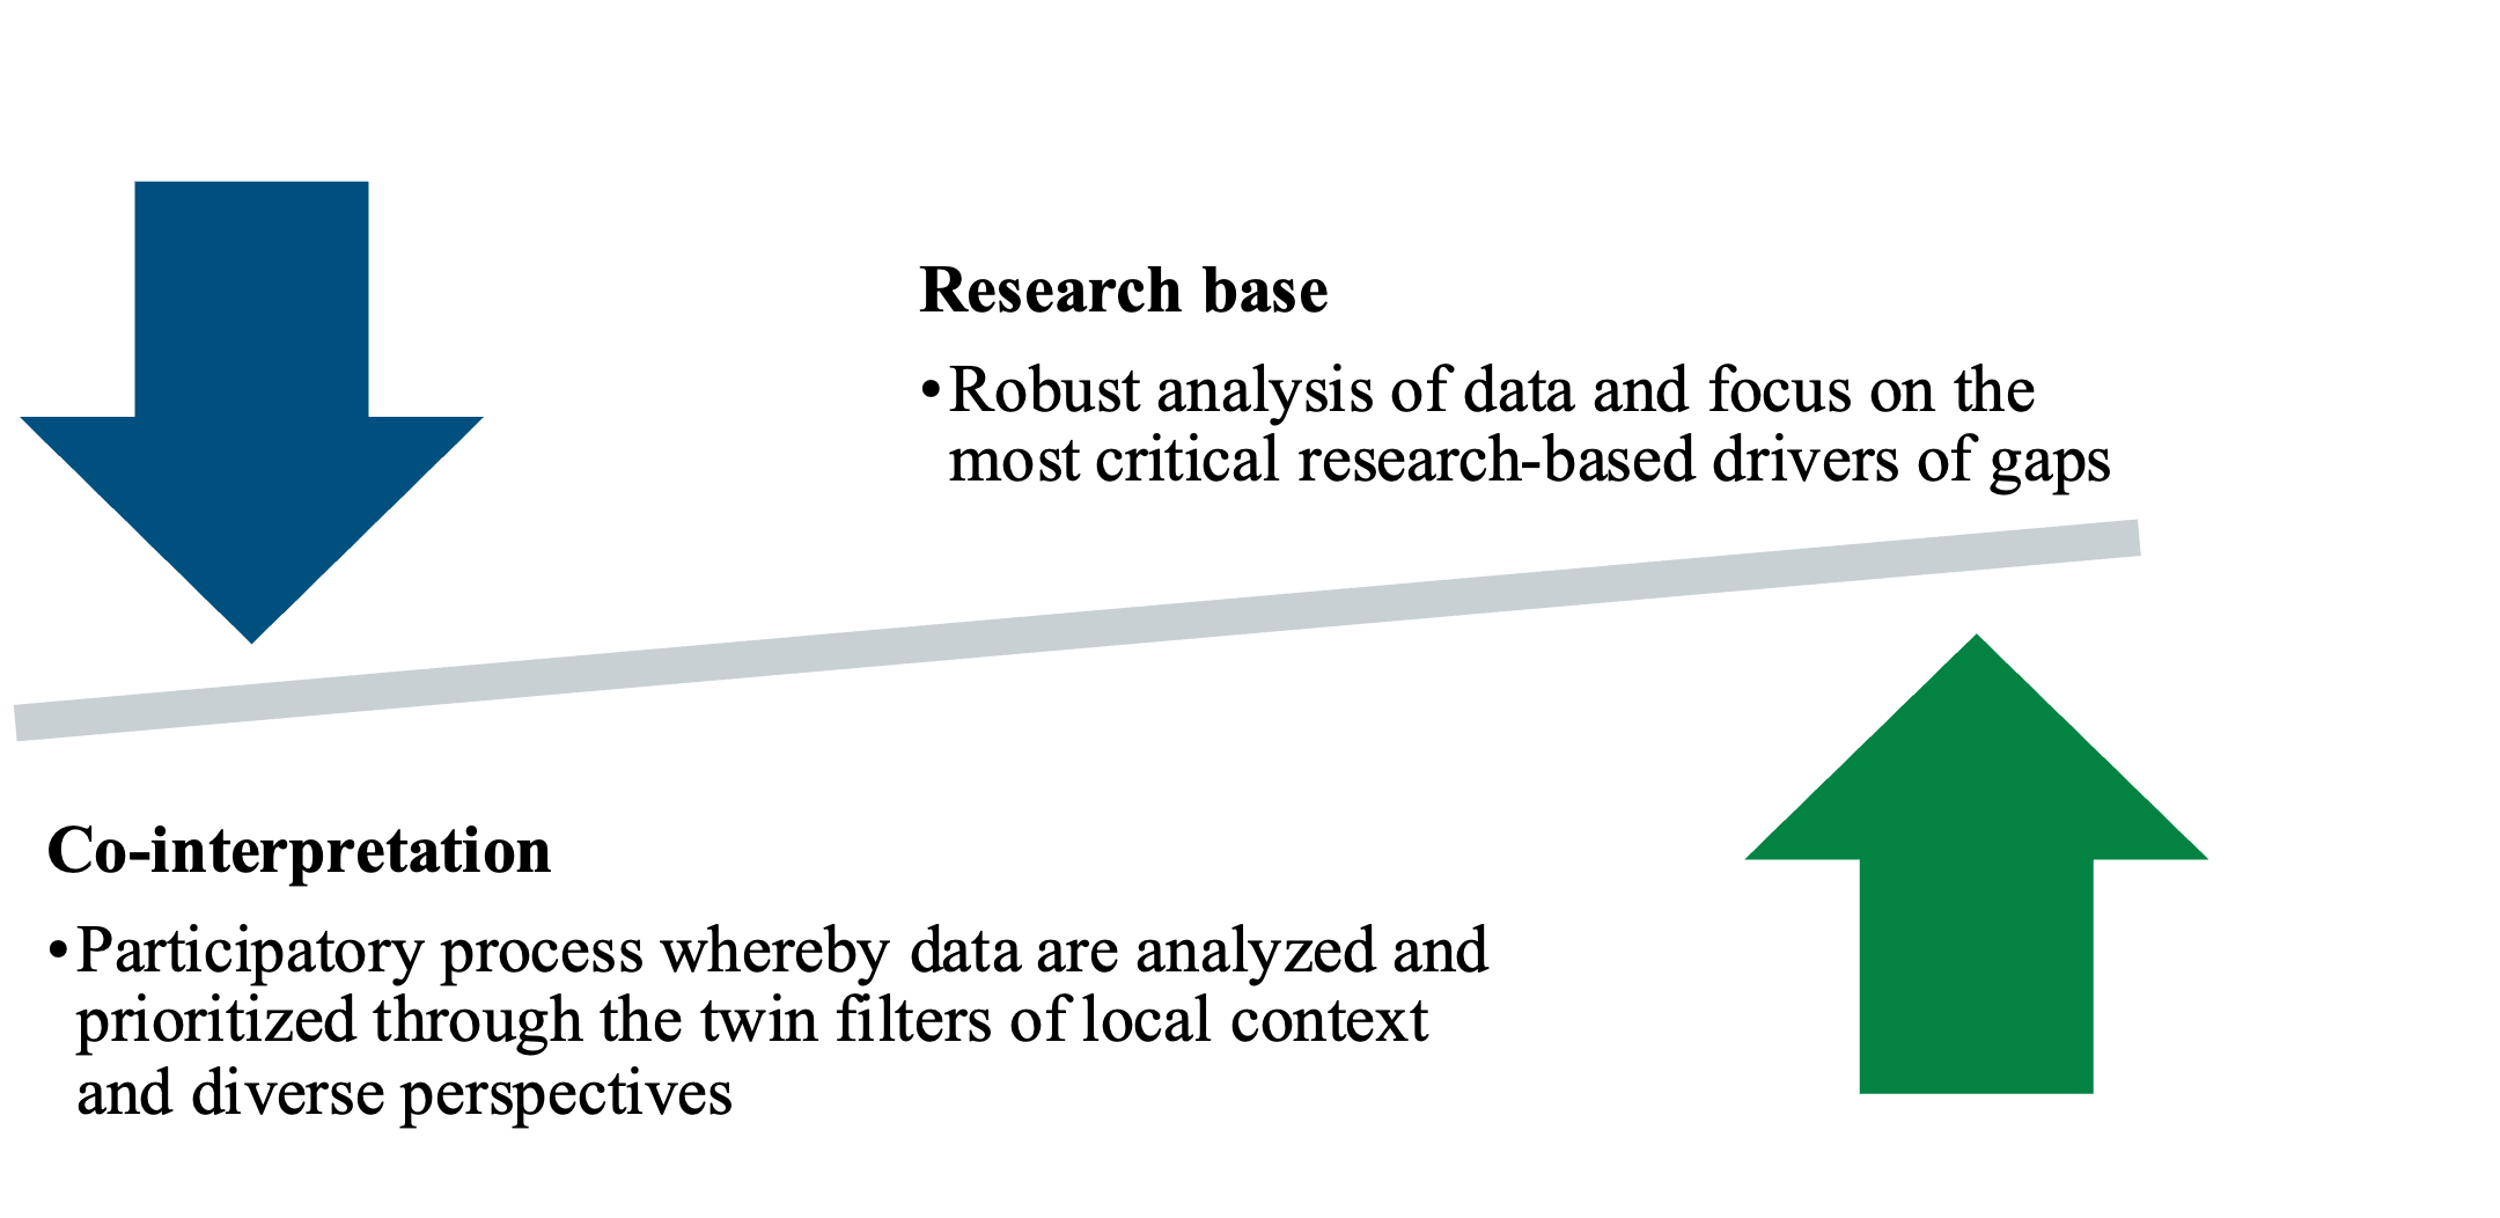 Research base
•Robust analysis of data and focus on the
most critical research-based drivers of gaps
Co-interpretation
•Participatory process whereby data are analyzed and
prioritized through the twin filters of local context
and diverse perspectives